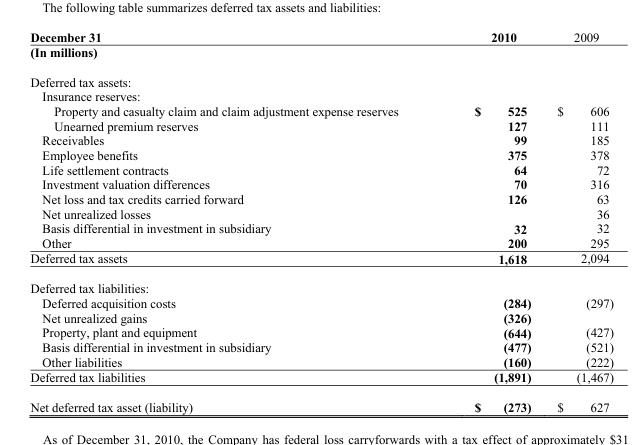 The following table summarizes deferred tax assets and liabilities:
December 31 2010 2009
(In millions)
Deferred tax assets:
Insurance reserves:
Property and casualty claim and claim adjustment expense reserves $ 525 $ 606
Unearned premium reserves 127 111
Receivables 99 185
Employee benefits 375 378
Life settlement contracts 64 72
Investment valuation differences 70 316
Net loss and tax credits carried forward 126 63
Net unrealized losses 36
Basis differential in investment in subsidiary 32 32
Other 200 295
Deferred tax assets 1,618 2,094
Deferred tax liabilities:
Deferred acquisition costs (284) (297)
Net unrealized gains (326)
Property, plant and equipment (644) (427)
Basis differential in investment in subsidiary (477) (521)
Other liabilities (160) (222)
Deferred tax liabilities (1,891) (1,467)
Net deferred tax asset (liability) $ (273) $ 627
As of December 31, 2010, the Company has federal loss carryforwards with a tax effect of approximately $31